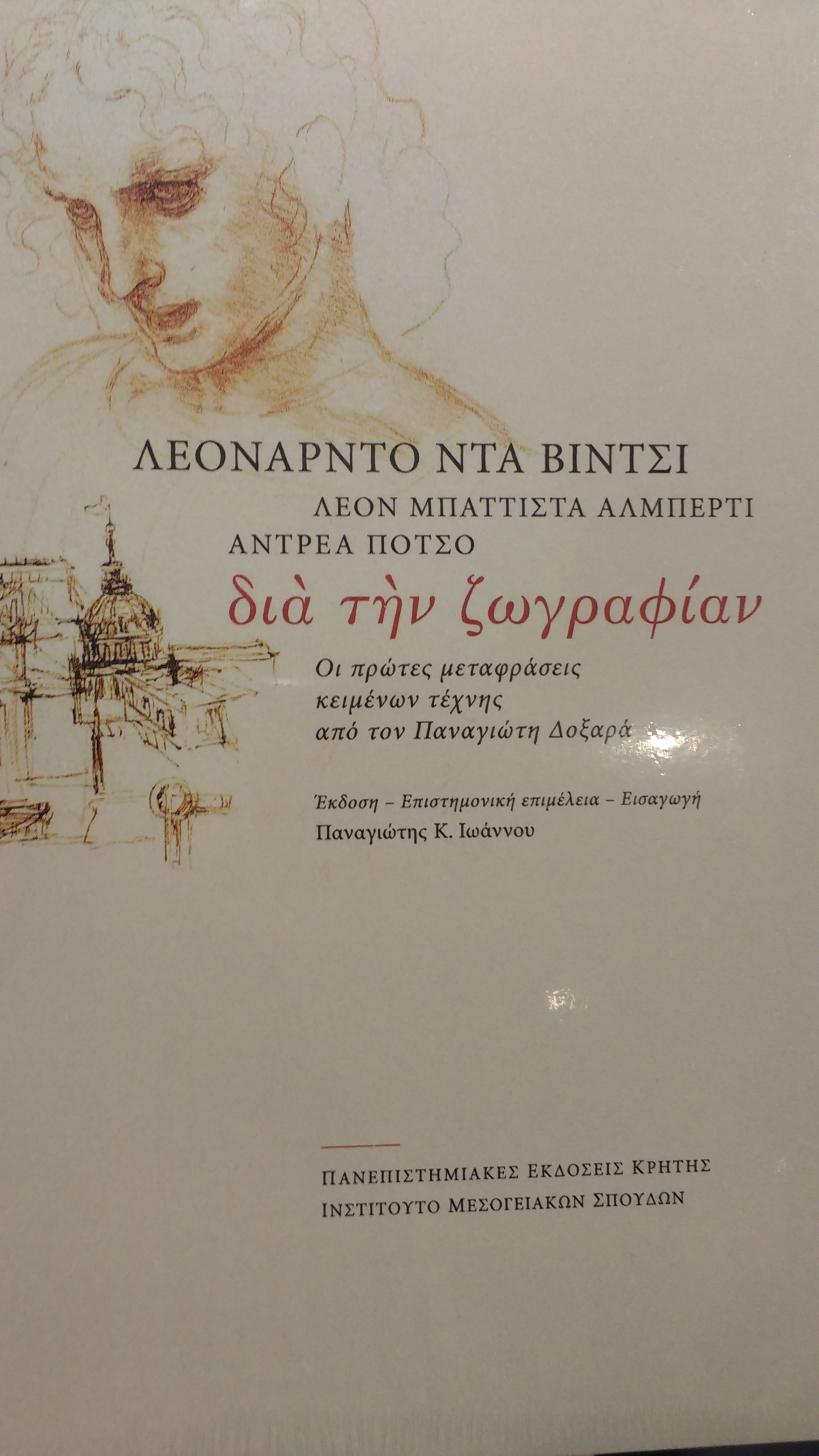 ΛΕΟΝΑΡΝΤΟ ΝΤΑ ΒΙΝΤΣΙ
ΛΕΟΝ ΜΠΑΤΤΙΣΤΑ ΑΛΜΠΕΡΤΙ
ΑΝΤΡΕΑ ΠΟΤΣΟ
διὰ τὴν ζωγραφίαν
Οι πρώτες μεταφράσεις
κειμένων τέχνης
από τον Παναγιώτη Δοξαρά
Έκδοση – Επιστημονική επιμέλεια – Εισαγωγή
Παναγιώτης Κ. Ιωάννου
ΠΑΝΕΠΙΣΤΗΜΙΑΚΕΣ ΕΚΔΟΣΕΙΣ ΚΡΗΤΗΣ
ΙΝΣΤΙΤΟΥΤΟ ΜΕΣΟΓΕΙΑΚΩΝ ΣΠΟΥΔΩΝ